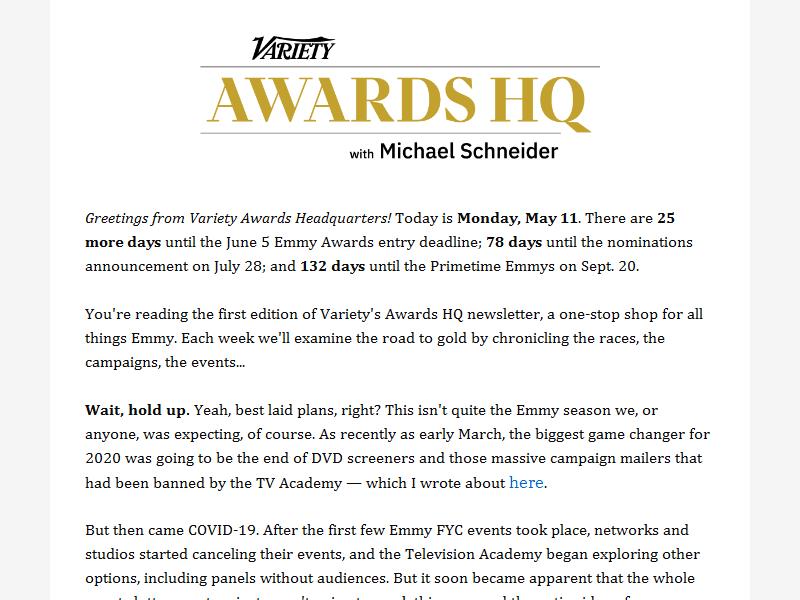 VARIETY
AWARDS HQ
with Michael Schneider
Greetings from Variety Awards Headquarters! Today is Monday, May 11. There are 25
more days until the June 5 Emmy Awards entry deadline; 78 days until the nominations
announcement on July 28; and 132 days until the Primetime Emmys on Sept. 20.
You're reading the first edition of Variety's Awards HQ newsletter, a one-stop shop for all
things Emmy. Each week we'll examine the road to gold by chronicling the races, the
campaigns, the events...
Wait, hold up. Yeah, best laid plans, right? This isn't quite the Emmy season we, or
anyone, was expecting, of course. As recently as early March, the biggest game changer for
2020 was going to be the end of DVD screeners and those massive campaign mailers that
had been banned by the TV Academy — which I wrote about here.
But then came COVID-19. After the first few Emmy FYC events took place, networks and
studios started canceling their events, and the Television Academy began exploring other
options, including panels without audiences. But it soon became apparent that the whole